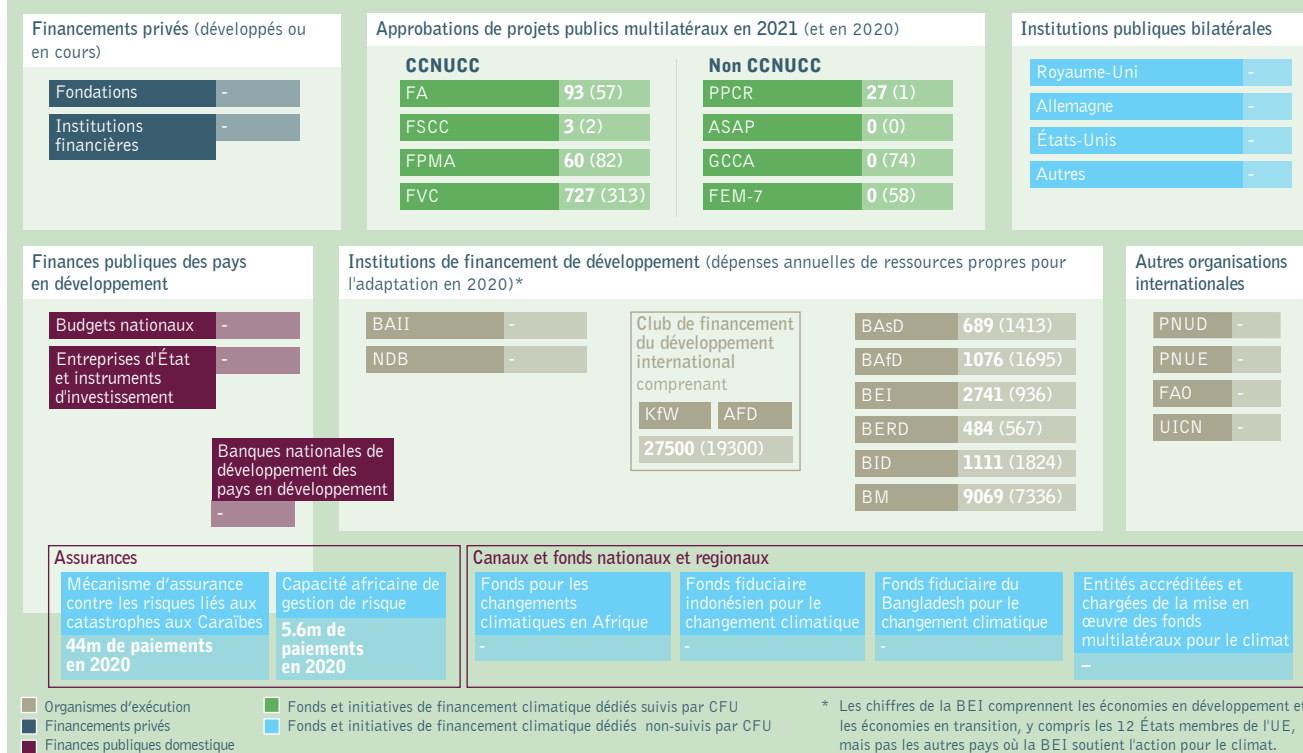 Financements privés (développés ou
en cours)
Fondations -
Institutions
financières
-
Approbations de projets publics multilatéraux en 2021 (et en 2020)
CCNUCC
FA 93 (57)
FSCC 3 (2)
FPMA 60 (82)
FVC 727 (313)
Non CCNUCC
PPCR 27 (1)
ASAP 0 (0)
GCCA 0 (74)
FEM-7 0 (58)
Institutions publiques bilatérales
Royaume-Uni -
Allemagne -
États-Unis -
Autres -
Finances publiques des pays
en développement
Budgets nationaux -
Entreprises d'État
et instruments
d'investissement
-
Banques nationales de
développement des
pays en développement
-
Institutions de financement de développement (dépenses annuelles de ressources propres pour
l'adaptation en 2020)*
BAII -
NDB -
Club de financement
du développement
international
comprenant
KfW AFD
27500 (19300)
BAsD 689 (1413)
BAfD 1076 (1695)
BEI 2741 (936)
BERD 484 (567)
BID 1111 (1824)
BM 9069 (7336)
Autres organisations
internationales
PNUD -
PNUE -
FAO -
UICN -
Assurances
Mécanisme d'assurance
contre les risques liés aux
catastrophes aux Caraïbes
44m de paiements
en 2020
Capacité africaine de
gestion de risque
5.6m de
paiements
en 2020
Canaux et fonds nationaux et regionaux
Fonds pour les
changements
climatiques en Afrique
-
Fonds fiduciaire
indonésien pour le
changement climatique
-
Fonds fiduciaire du
Bangladesh pour le
changement climatique
-
Entités accréditées et
chargées de la mise en
œuvre des fonds
multilatéraux pour le climat
–
Organismes d'exécution
Financements privés
Finances publiques domestique
Fonds et initiatives de financement climatique dédiés suivis par CFU
Fonds et initiatives de financement climatique dédiés non-suivis par CFU
* Les chiffres de la BEI comprennent les économies en développement et
les économies en transition, y compris les 12 États membres de l'UE,
mais pas les autres pays où la BEI soutient l'action pour le climat.